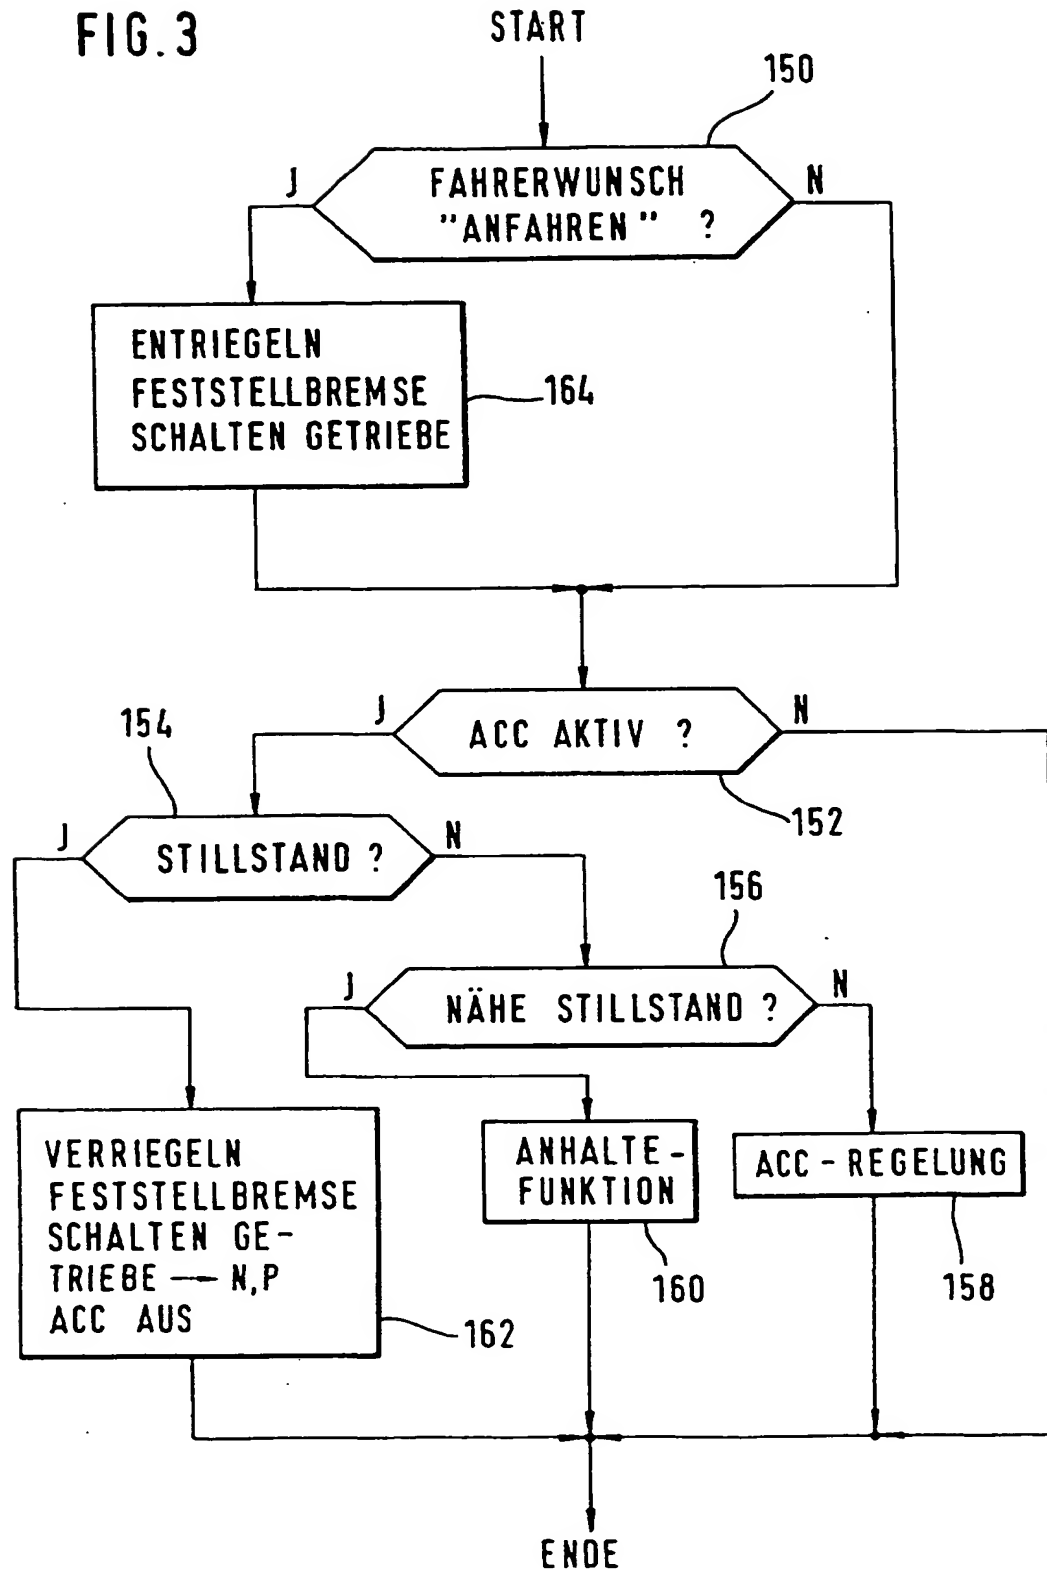 FIG. 3
START
150
J
FAHRERWUNSCH
N
"ANFAHREN" ?
ENTRIEGELN
FESTSTELLBREMSE
SCHALTEN GETRIEBE
164
J
ACC AKTIV ?
N
152
154
J
STILLSTAND ?
N
156
J
NÄHE STILLSTAND ?
N
VERRIEGELN
FESTSTELLBREMSE
SCHALTEN GE-
TRIEBE → N,P
ACC AUS
162
ANHALTE-
FUNKTION
160
ACC-REGELUNG
158
ENDE